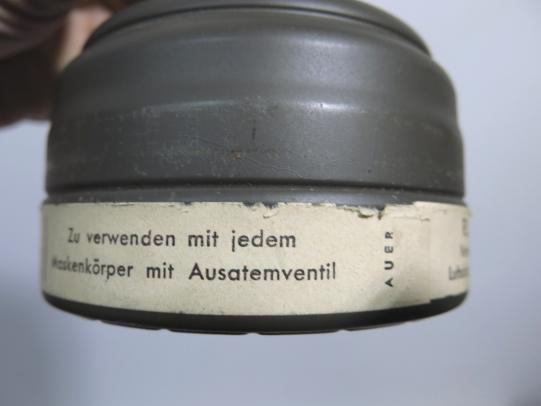 Zu verwenden mit jedem
Maskenkörper mit Ausatemventil
AUER